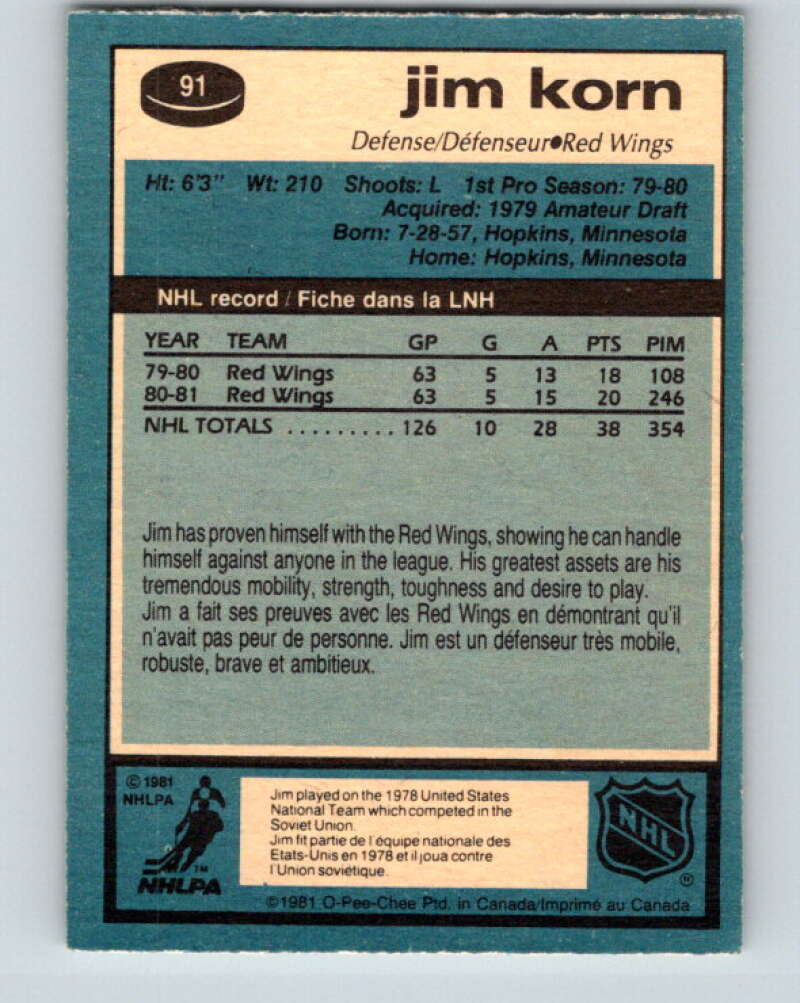 91
jim korn
Defense/Défenseur●Red Wings
Ht: 6'3" Wt: 210 Shoots: L 1st Pro Season: 79-80
Acquired: 1979 Amateur Draft
Born: 7-28-57, Hopkins, Minnesota
Home: Hopkins, Minnesota
NHL record / Fiche dans la LNH
YEAR TEAM GP G A PTS PIM
79-80 Red Wings 63 5 13 18 108
80-81 Red Wings 63 5 15 20 246
NHL TOTALS .......... 126 10 28 38 354
Jim has proven himself with the Red Wings, showing he can handle
himself against anyone in the league. His greatest assets are his
tremendous mobility, strength, toughness and desire to play.
Jim a fait ses preuves avec les Red Wings en démontrant qu'il
n'avait pas peur de personne. Jim est un défenseur très mobile,
robuste, brave et ambitieux.
© 1981
NHLPA
TM
NHLPA
Jim played on the 1978 United States
National Team which competed in the
Soviet Union.
Jim fit partie de l'équipe nationale des
Etats-Unis en 1978 et il joua contre
l'Union soviétique.
NHL
®
©1981 O-Pee-Chee Ptd. in Canada/Imprimé au Canada